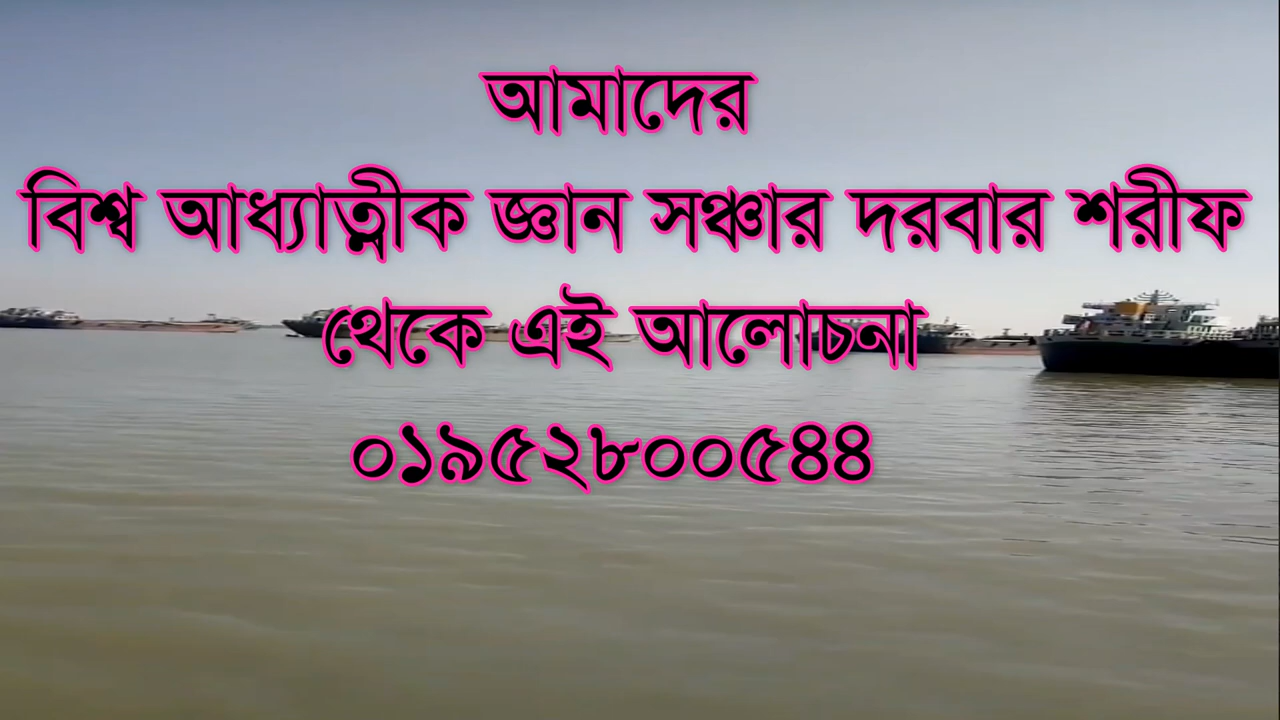 আমাদের
বিশ্ব আধ্যাত্নীক জ্ঞান সঞ্চার দরবার শরীফ
থেকে এই আলোচনা
০১৯৫২৮০০৫৪৪